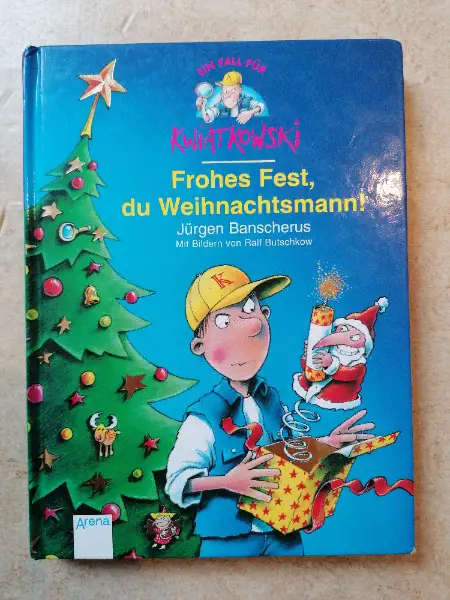 EIN FALL FÜR
KWIATKOWSKI
Frohes Fest,
du Weihnachtsmann!
Jürgen Banscherus
Mit Bildern von Ralf Butschkow
K
Arena